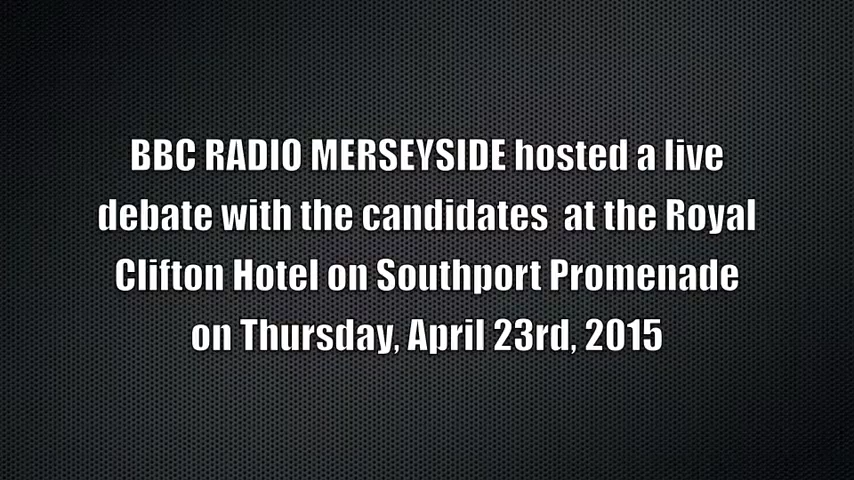 BBC RADIO MERSEYSIDE hosted a live
debate with the candidates  at the Royal
Clifton Hotel on Southport Promenade
on Thursday, April 23rd, 2015